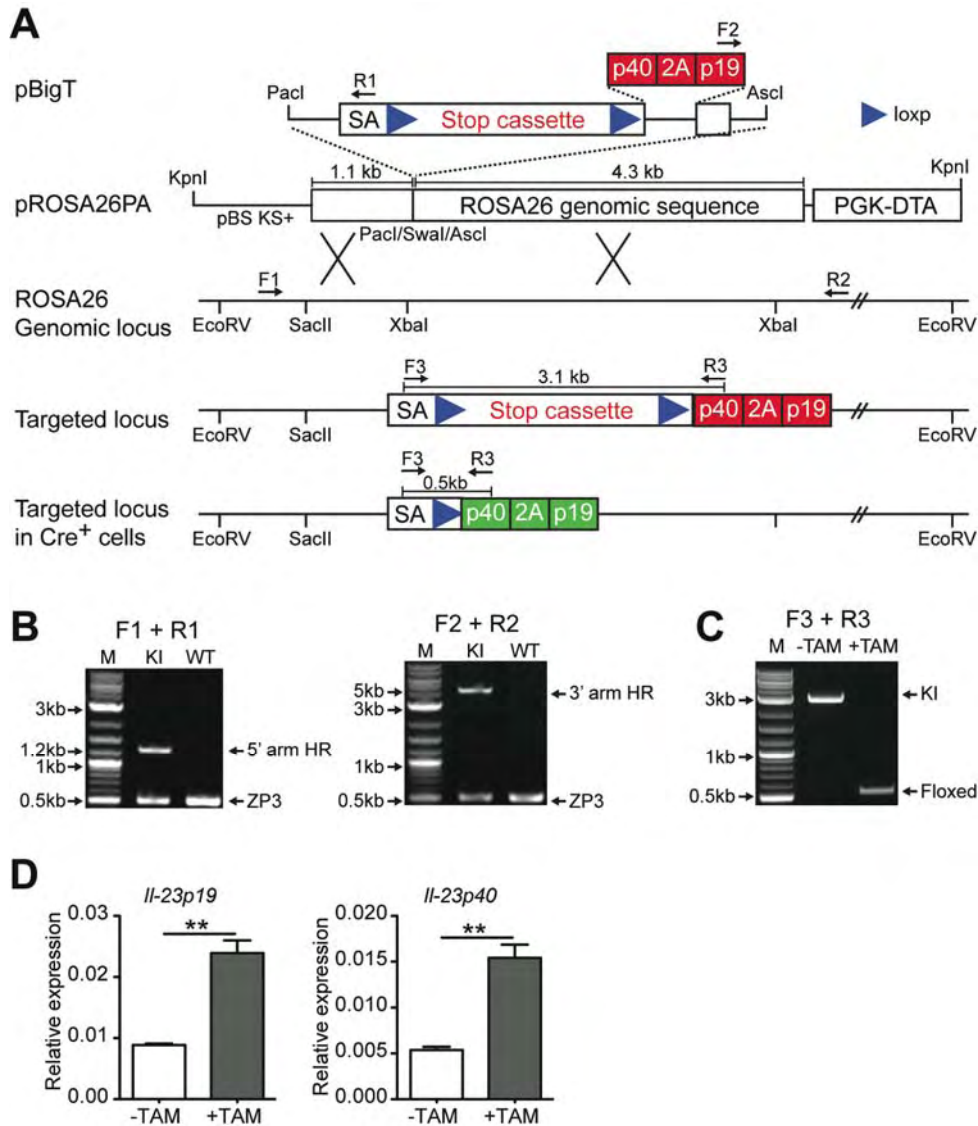 A
F2
pBigT
p40 2A p19
PacI
R1
AscI
SA Stop cassette
loxp
1.1 kb 4.3 kb
KpnI
KpnI
pROSA26PA
ROSA26 genomic sequence PGK-DTA
pBS KS+
PacI/SwaI/AscI
F1
R2
ROSA26
Genomic locus
EcoRV SacII XbaI XbaI EcoRV
F3 3.1 kb R3
Targeted locus
SA Stop cassette p40 2A p19
EcoRV SacII EcoRV
F3 R3
0.5kb
Targeted locus
in Cre+ cells
SA p40 2A p19
EcoRV SacII EcoRV
B
F1 + R1
M KI WT
3kb
1.2kb
1kb
0.5kb
5' arm HR
ZP3
F2 + R2
M KI WT
5kb
3kb
1kb
0.5kb
3' arm HR
ZP3
C
F3 + R3
M -TAM +TAM
3kb
1kb
0.5kb
KI
Floxed
D
Il-23p19
Relative expression
0.03
0.02
0.01
0.00
**
-TAM +TAM
Il-23p40
Relative expression
0.020
0.015
0.010
0.005
0.000
**
-TAM +TAM